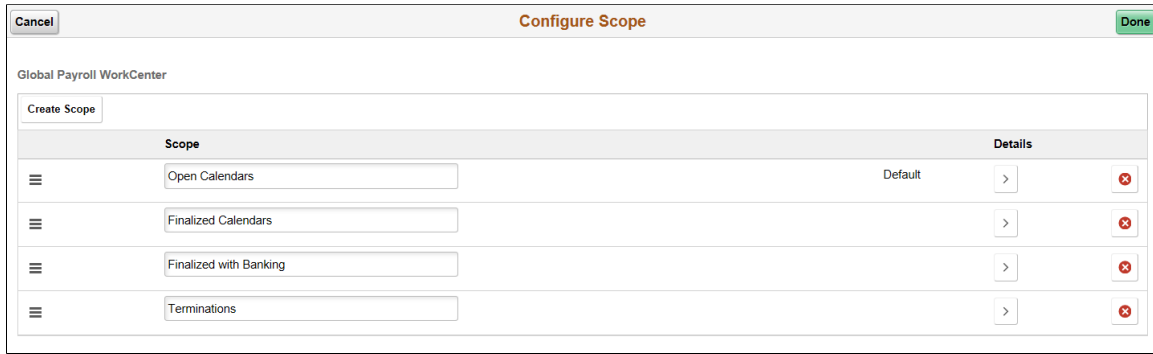 Cancel Configure Scope Done
Global Payroll WorkCenter
Create Scope
Scope Details
Open Calendars Default
Finalized Calendars
Finalized with Banking
Terminations